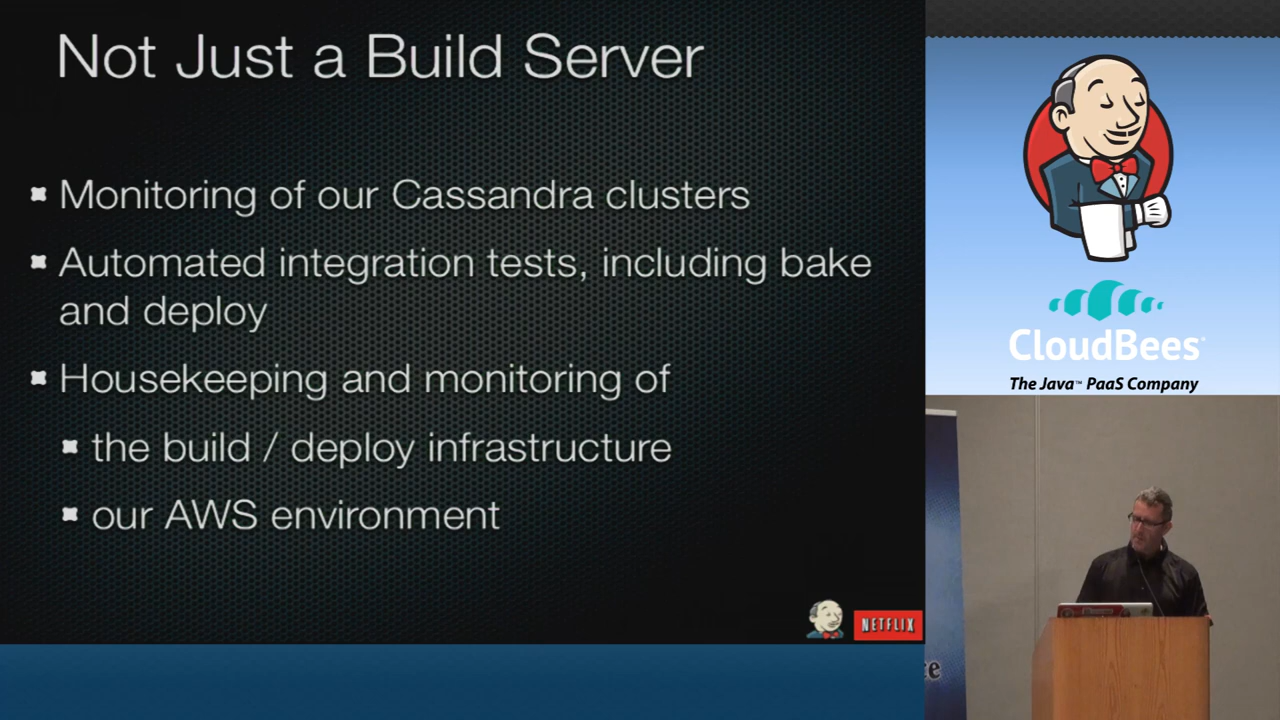 Not Just a Build Server
Monitoring of our Cassandra clusters
Automated integration tests, including bake
and deploy
Housekeeping and monitoring of
the build / deploy infrastructure
our AWS environment
NETFLIX
CloudBees
The Java™ PaaS Company